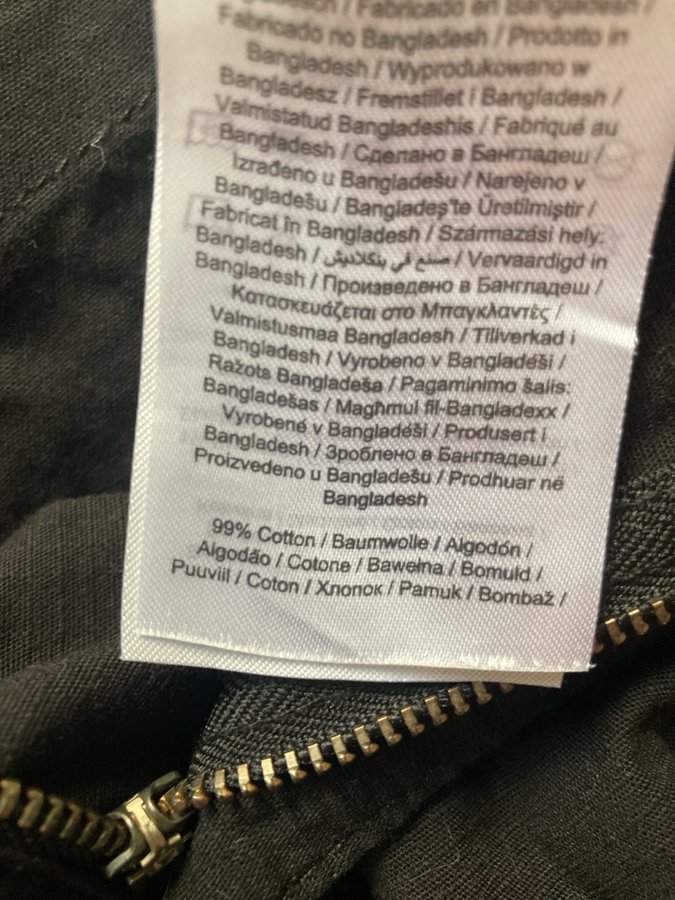 Fabricado en Bangladesh /
Fabricado no Bangladesh / Prodotto in
Bangladesh / Wyprodukowano w
Bangladesz / Fremstillet i Bangladesh /
Valmistatud Bangladeshis / Fabriqué au
Bangladesh / Сделано в Бангладеш /
Izrađeno u Bangladešu / Narejeno v
Bangladešu / Bangladeş'te Üretilmiştir /
Fabricat în Bangladesh / Származási hely:
Bangladesh / صنع في بنكلاديش / Vervaardigd in
Bangladesh / Произведено в Бангладеш /
Κατασκευάζεται στο Μπαγκλαντές /
Valmistusmaa Bangladesh / Tillverkad i
Bangladesh / Vyrobeno v Bangladéši /
Ražots Bangladeša / Pagaminimo šalis:
Bangladešas / Magħmul fil-Bangladexx /
Vyrobené v Bangladéši / Produsert i
Bangladesh / Зроблено в Бангладеш /
Proizvedeno u Bangladešu / Prodhuar në
Bangladesh
99% Cotton / Baumwolle / Algodón /
Algodão / Cotone / Bawełna / Bomuld /
Puuvill / Coton / Хлопок / Pamuk / Bombaž /